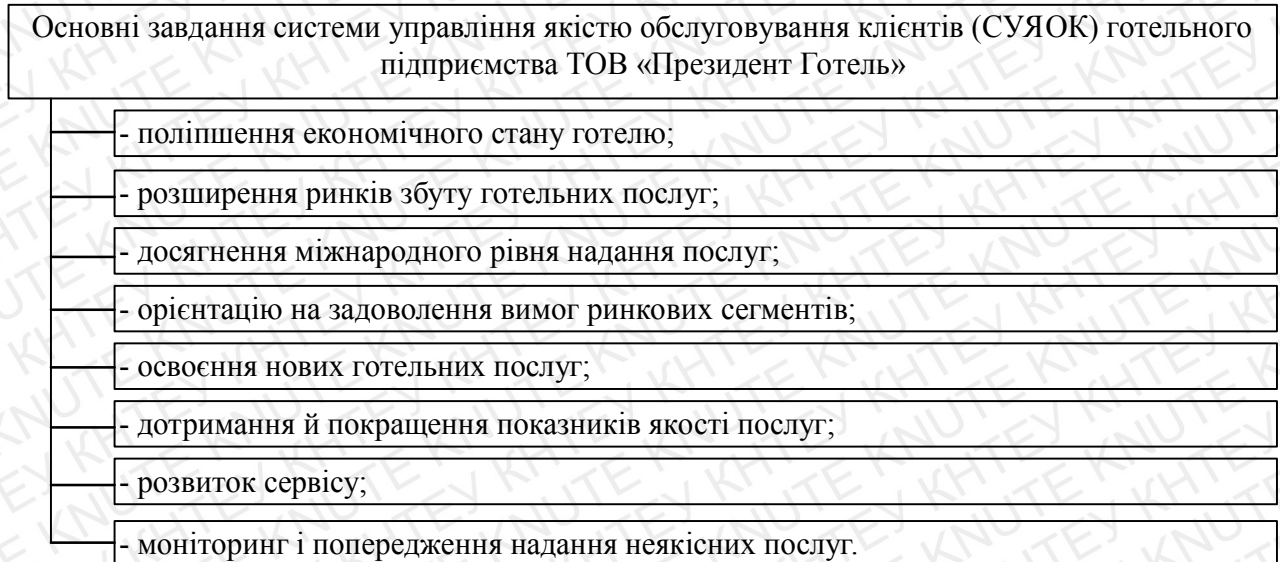 Основні завдання системи управління якістю обслуговування клієнтів (СУЯОК) готельного
підприємства ТОВ «Президент Готель»
- поліпшення економічного стану готелю;
- розширення ринків збуту готельних послуг;
- досягнення міжнародного рівня надання послуг;
- орієнтацію на задоволення вимог ринкових сегментів;
- освоєння нових готельних послуг;
- дотримання й покращення показників якості послуг;
- розвиток сервісу;
- моніторинг і попередження надання неякісних послуг.